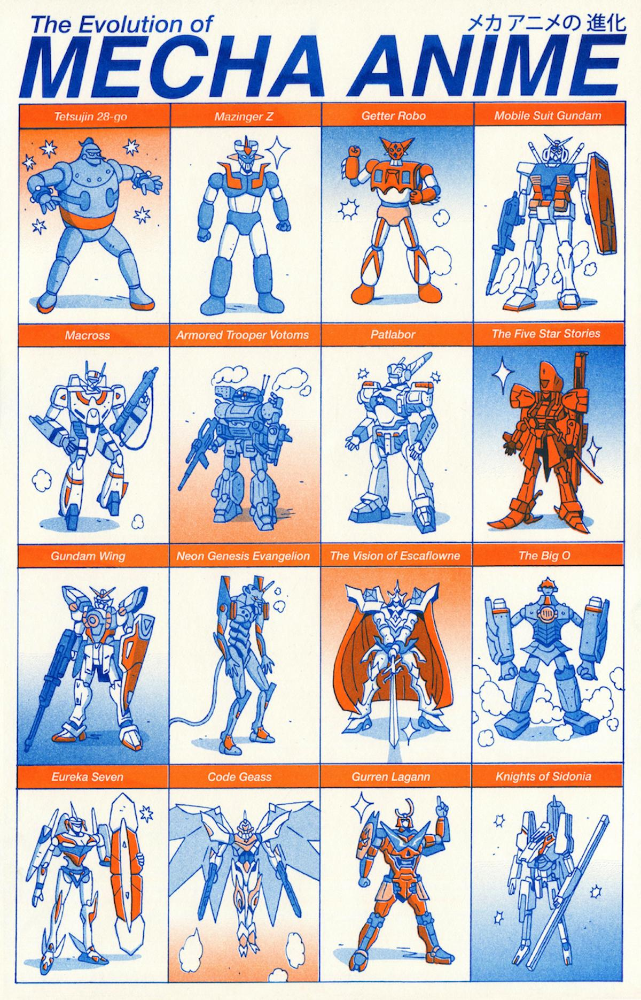 The Evolution of
メカ アニメの 進化
MECHA ANIME
Tetsujin 28-go
Mazinger Z
Getter Robo
Mobile Suit Gundam
Macross
Armored Trooper Votoms
Patlabor
The Five Star Stories
Gundam Wing
Neon Genesis Evangelion
The Vision of Escaflowne
The Big O
Eureka Seven
Code Geass
Gurren Lagann
Knights of Sidonia